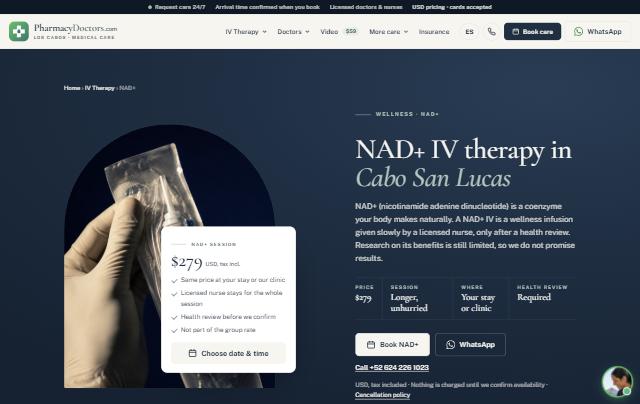 Request care 24/7 Arrival time confirmed when you book Licensed doctors & nurses USD pricing · cards accepted
PharmacyDoctors.com
LOS CABOS · MEDICAL CARE
IV Therapy Doctors Video $59 More care Insurance ES Book care WhatsApp
Home › IV Therapy › NAD+
WELLNESS · NAD+
NAD+ IV therapy in
Cabo San Lucas
NAD+ (nicotinamide adenine dinucleotide) is a coenzyme
your body makes naturally. A NAD+ IV is a wellness infusion
given slowly by a licensed nurse, only after a health review.
Research on its benefits is still limited, so we do not promise
results.
NAD+ SESSION
$279 USD, tax incl.
Same price at your stay or our clinic
Licensed nurse stays for the whole
session
Health review before we confirm
Not part of the group rate
Choose date & time
PRICE SESSION WHERE HEALTH REVIEW
$279 Longer, Your stay Required
unhurried or clinic
Book NAD+ WhatsApp
Call +52 624 226 1023
USD, tax included · Nothing is charged until we confirm availability ·
Cancellation policy